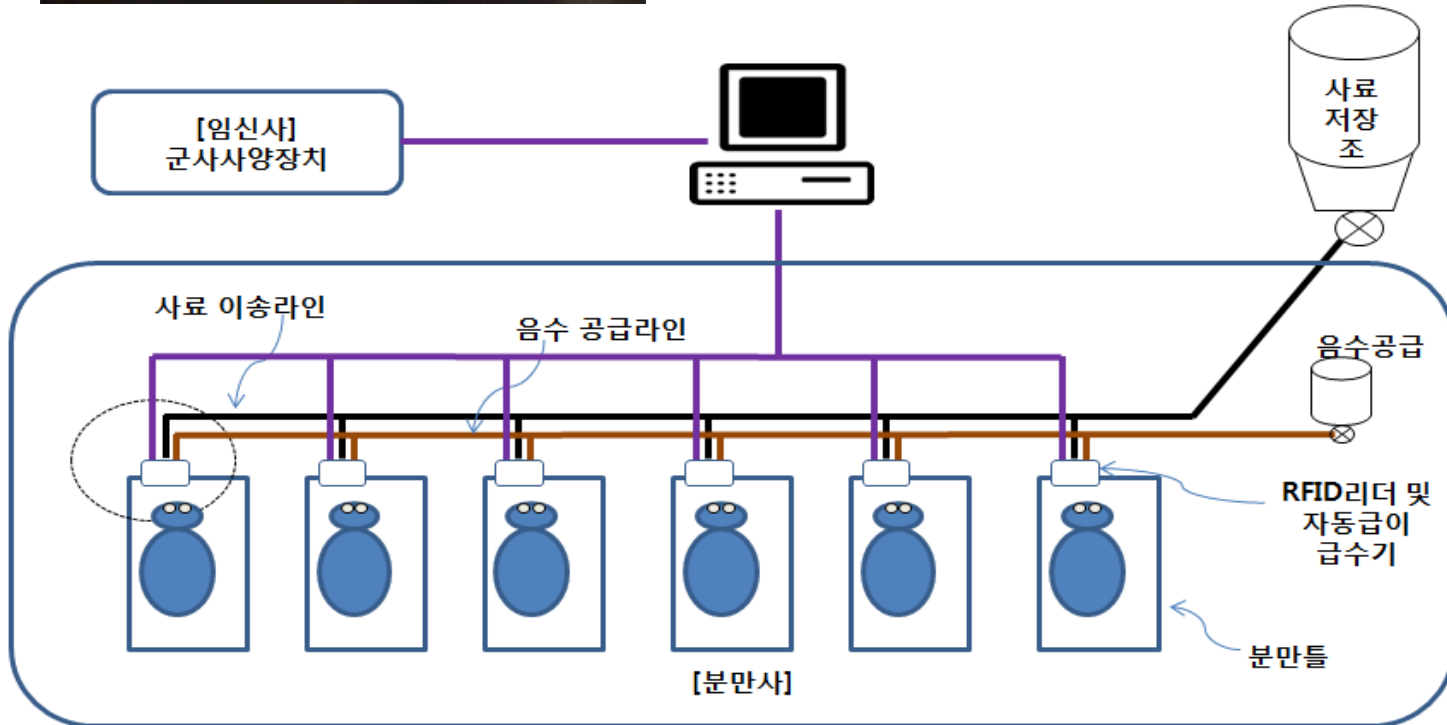 [임신사]
군사사양장치
사료
저장
조
사료 이송라인
음수 공급라인
음수공급
RFID리더 및
자동급이
급수기
분만틀
[분만사]